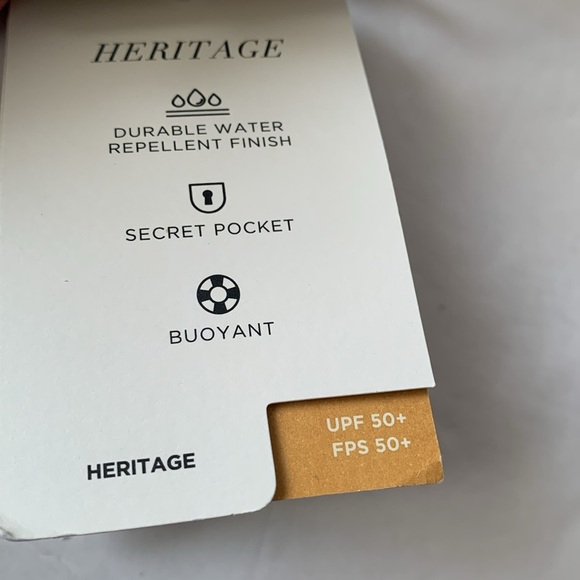 HERITAGE
DURABLE WATER
REPELLENT FINISH
SECRET POCKET
BUOYANT
UPF 50+
FPS 50+
HERITAGE